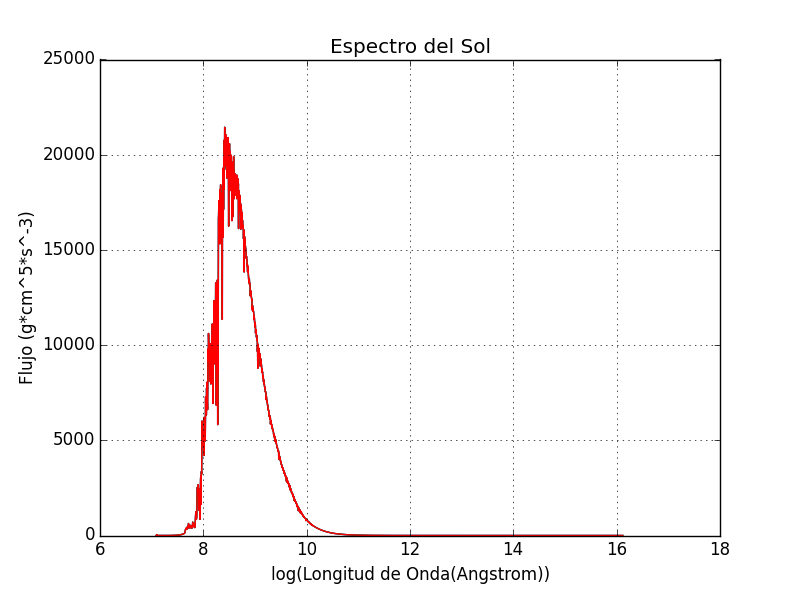 Espectro del Sol
25000
20000
15000
10000
5000
0
Flujo (g*cm^5*s^-3)
6 8 10 12 14 16 18
log(Longitud de Onda(Angstrom))